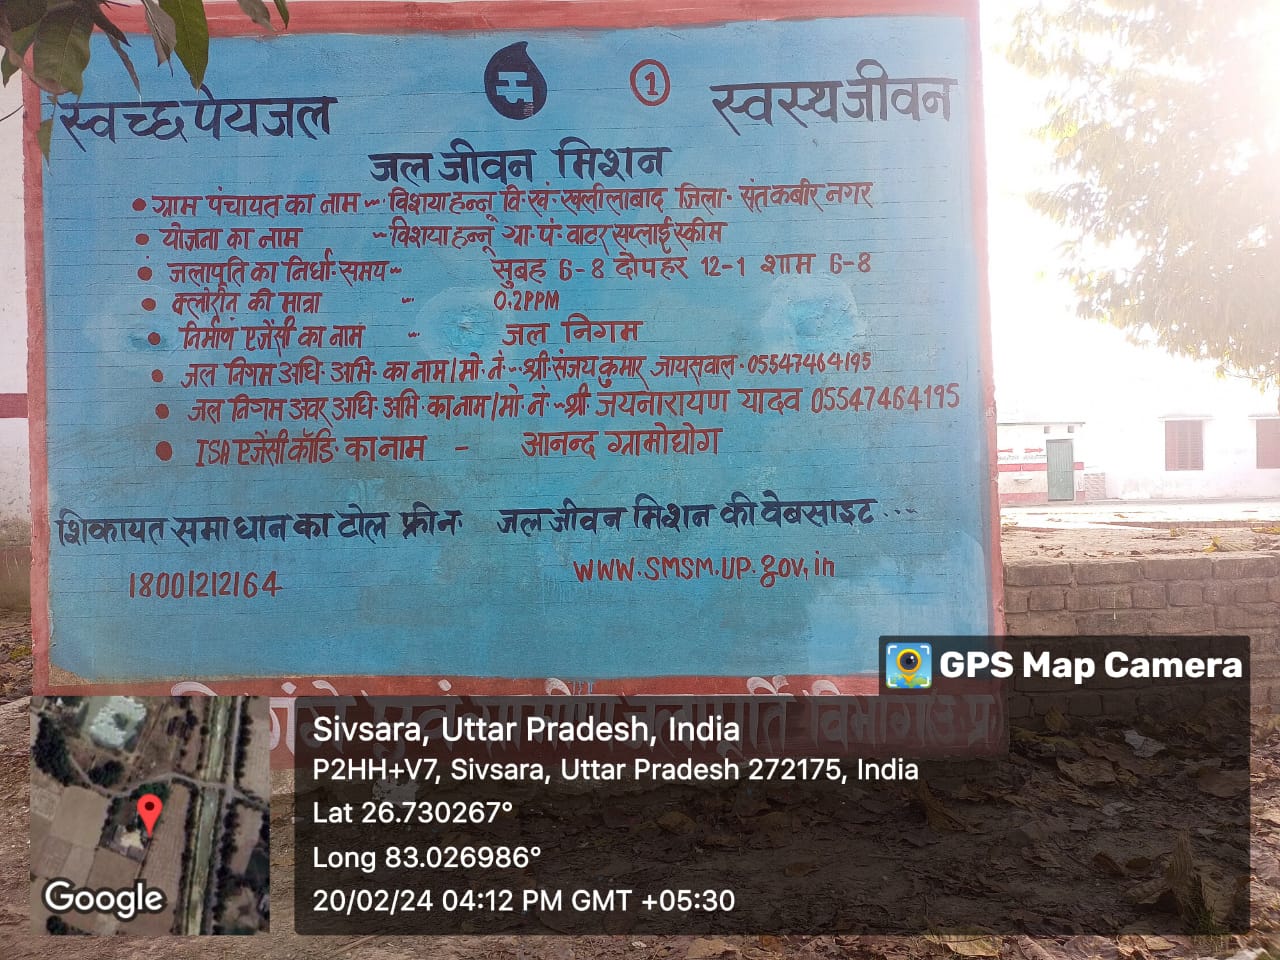 स्वच्छ पेयजल
1
स्वस्थ जीवन
जल जीवन मिशन
• ग्राम पंचायत का नाम -- विशयाहन्नू वि·खं· खलीलाबाद जिला· संतकबीर नगर
• योजना का नाम -- विशयाहन्नू ग्रा·पं· वाटर सप्लाई स्कीम
• जलापूर्ति का निर्धा·समय-- सुबह 6-8 दोपहर 12-1 शाम 6-8
• क्लोरीन की मात्रा -- 0.2PPM
• निर्माण एजेंसी का नाम -- जल निगम
• जल निगम अधि· अभि· का नाम/मो·नं·-- श्री संजय कुमार जायसवाल·05547464195
• जल निगम अवर अधि·अभि·का नाम/मो·नं·-- श्री जयनारायण यादव 05547464195
• ISA एजेंसी कॉर्डि· का नाम - आनन्द ग्रामोद्योग
शिकायत समाधान का टोल फ्री न· जल जीवन मिशन की वेबसाइट ...
18001212164
www.SMSM.UP.gov.in
एवं ग्रामीण जलापूर्ति विभाग उ·प्र·
GPS Map Camera
Sivsara, Uttar Pradesh, India
P2HH+V7, Sivsara, Uttar Pradesh 272175, India
Lat 26.730267°
Long 83.026986°
20/02/24 04:12 PM GMT +05:30
Google